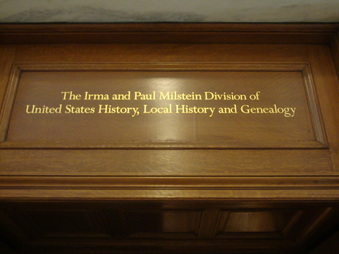 The Irma and Paul Milstein Division of
United States History, Local History and Genealogy